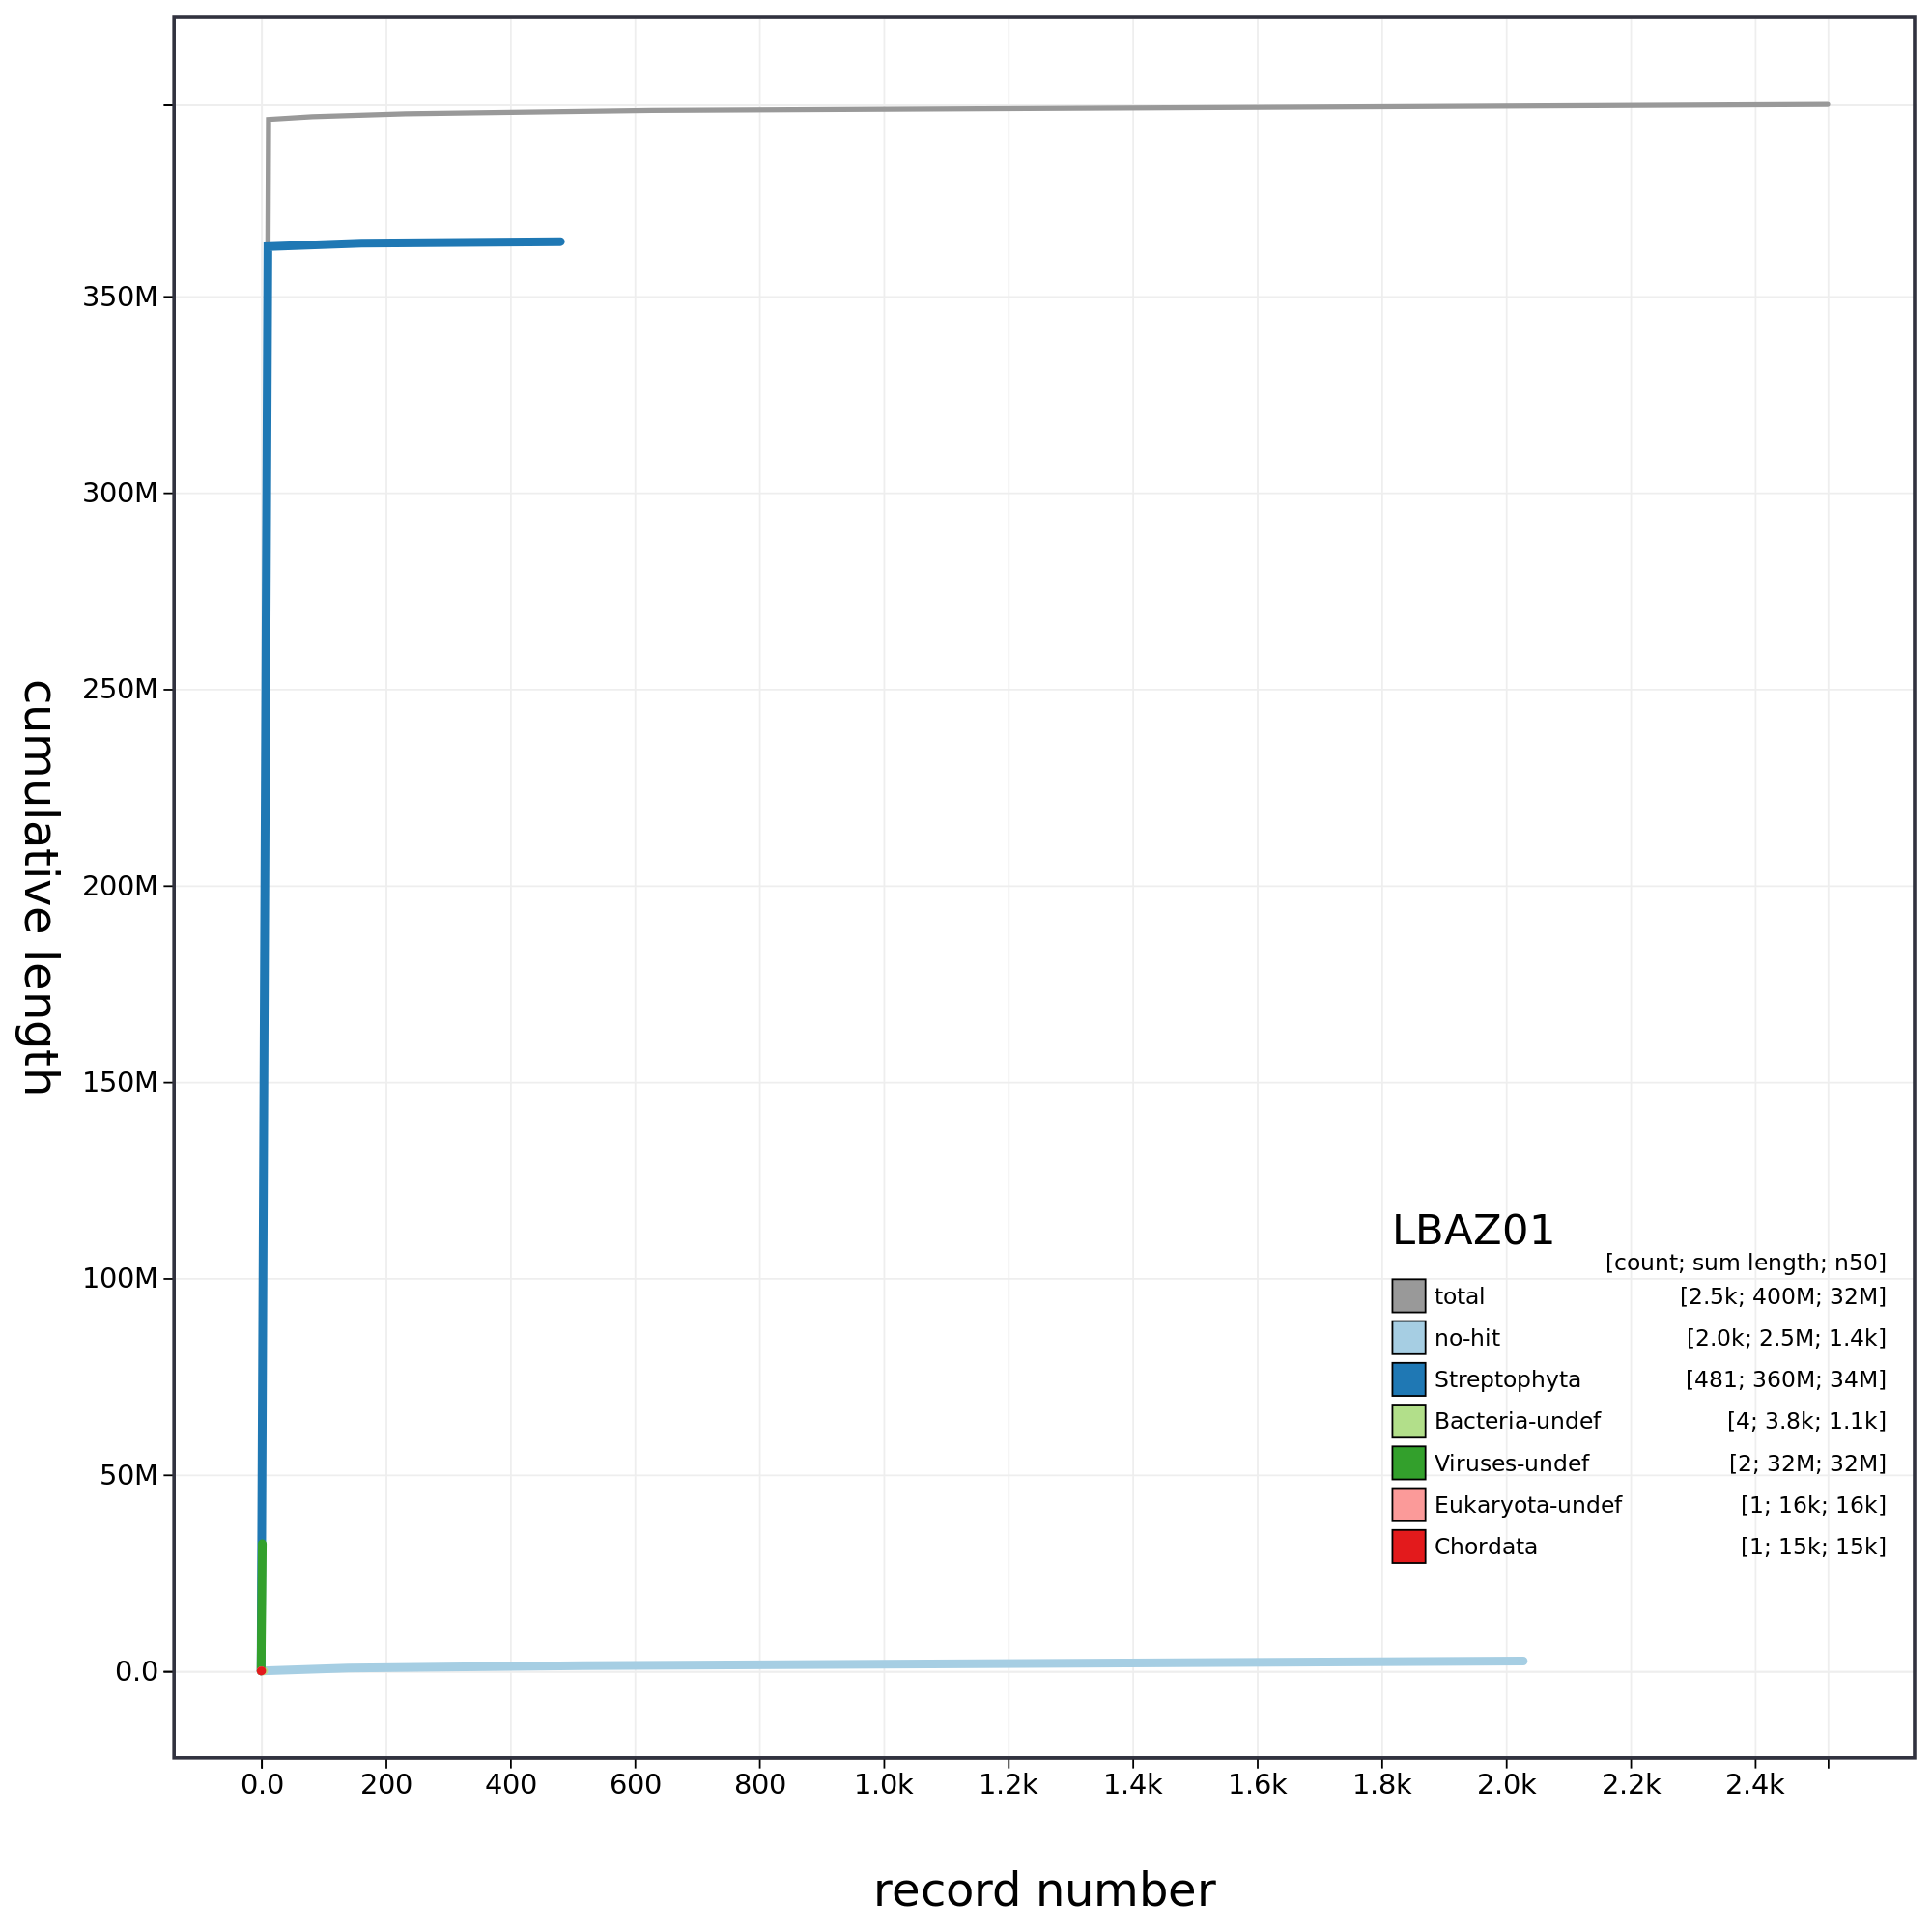 cumulative length
350M
300M
250M
200M
150M
100M
50M
0.0
LBAZ01
[count; sum length; n50]
total [2.5k; 400M; 32M]
no-hit [2.0k; 2.5M; 1.4k]
Streptophyta [481; 360M; 34M]
Bacteria-undef [4; 3.8k; 1.1k]
Viruses-undef [2; 32M; 32M]
Eukaryota-undef [1; 16k; 16k]
Chordata [1; 15k; 15k]
0.0 200 400 600 800 1.0k 1.2k 1.4k 1.6k 1.8k 2.0k 2.2k 2.4k
record number